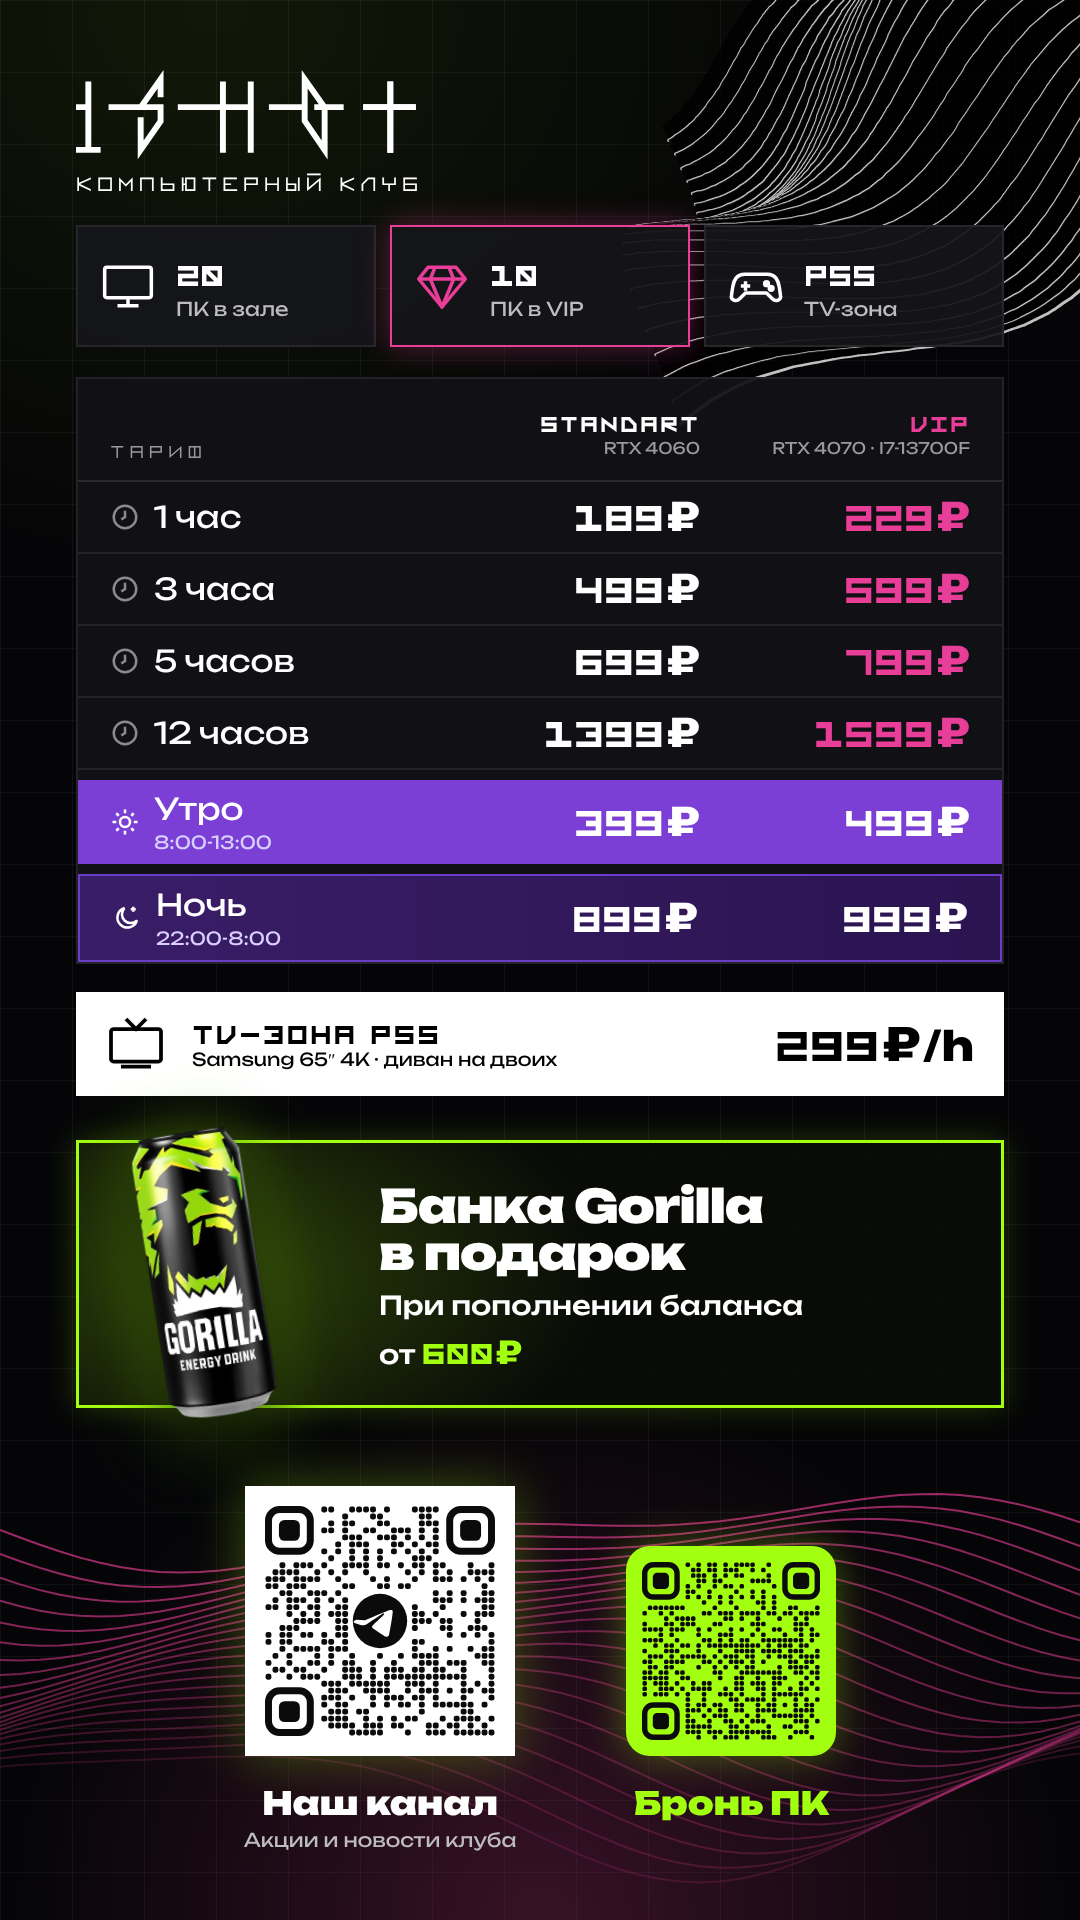 КОМПЬЮТЕРНЫЙ КЛУБ
20
ПК в зале
10
ПК в VIP
PS5
TV-зона
ТАРИФ
STANDART
RTX 4060
VIP
RTX 4070 · I7-13700F
1 час
189₽
229₽
3 часа
499₽
599₽
5 часов
699₽
799₽
12 часов
1399₽
1599₽
Утро
8:00-13:00
399₽
499₽
Ночь
22:00-8:00
899₽
999₽
TV-ЗОНА PS5
Samsung 65″ 4K · диван на двоих
299₽/h
GORILLA
ENERGY DRINK
Банка Gorilla
в подарок
При пополнении баланса
от 600₽
Наш канал
Акции и новости клуба
Бронь ПК